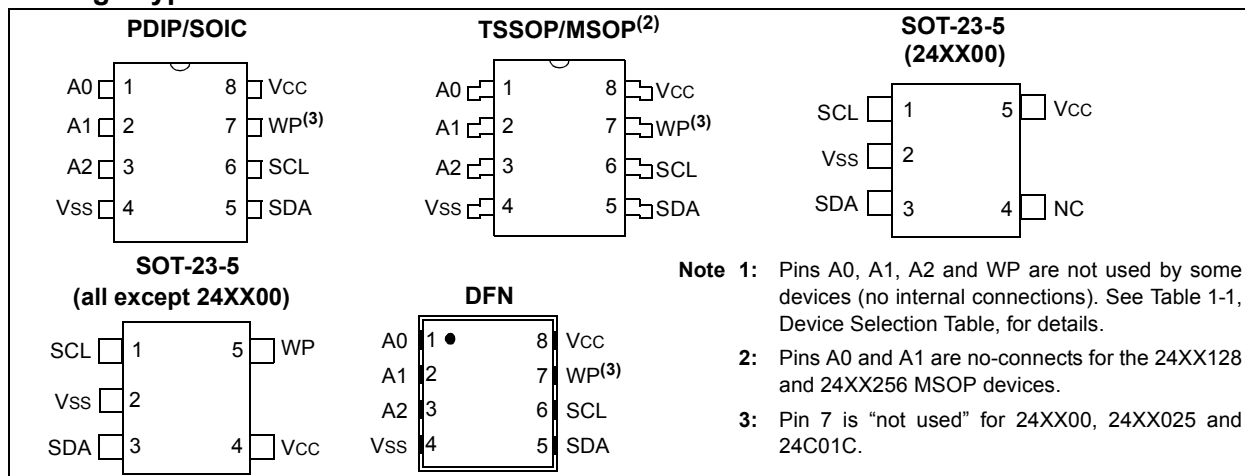 PDIP/SOIC
A0 1 8 VCC
A1 2 7 WP(3)
A2 3 6 SCL
VSS 4 5 SDA
TSSOP/MSOP(2)
A0 1 8 VCC
A1 2 7 WP(3)
A2 3 6 SCL
VSS 4 5 SDA
SOT-23-5
(24XX00)
SCL 1 5 VCC
VSS 2
SDA 3 4 NC
SOT-23-5
(all except 24XX00)
SCL 1 5 WP
VSS 2
SDA 3 4 VCC
DFN
A0 1 8 VCC
A1 2 7 WP(3)
A2 3 6 SCL
VSS 4 5 SDA
Note 1: Pins A0, A1, A2 and WP are not used by some
devices (no internal connections). See Table 1-1,
Device Selection Table, for details.
2: Pins A0 and A1 are no-connects for the 24XX128
and 24XX256 MSOP devices.
3: Pin 7 is “not used” for 24XX00, 24XX025 and
24C01C.